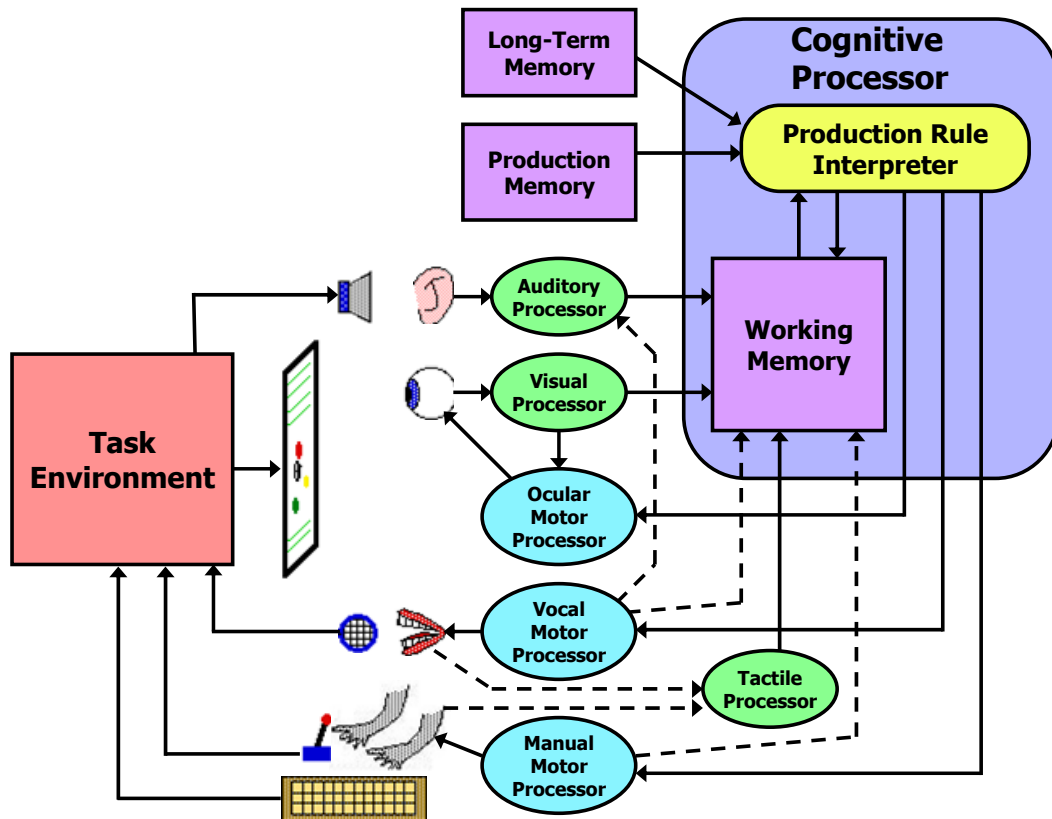 Long-Term
Memory
Cognitive
Processor
Production Rule
Interpreter
Production
Memory
Auditory
Processor
Working
Memory
Visual
Processor
Task
Environment
Ocular
Motor
Processor
Vocal
Motor
Processor
Tactile
Processor
Manual
Motor
Processor